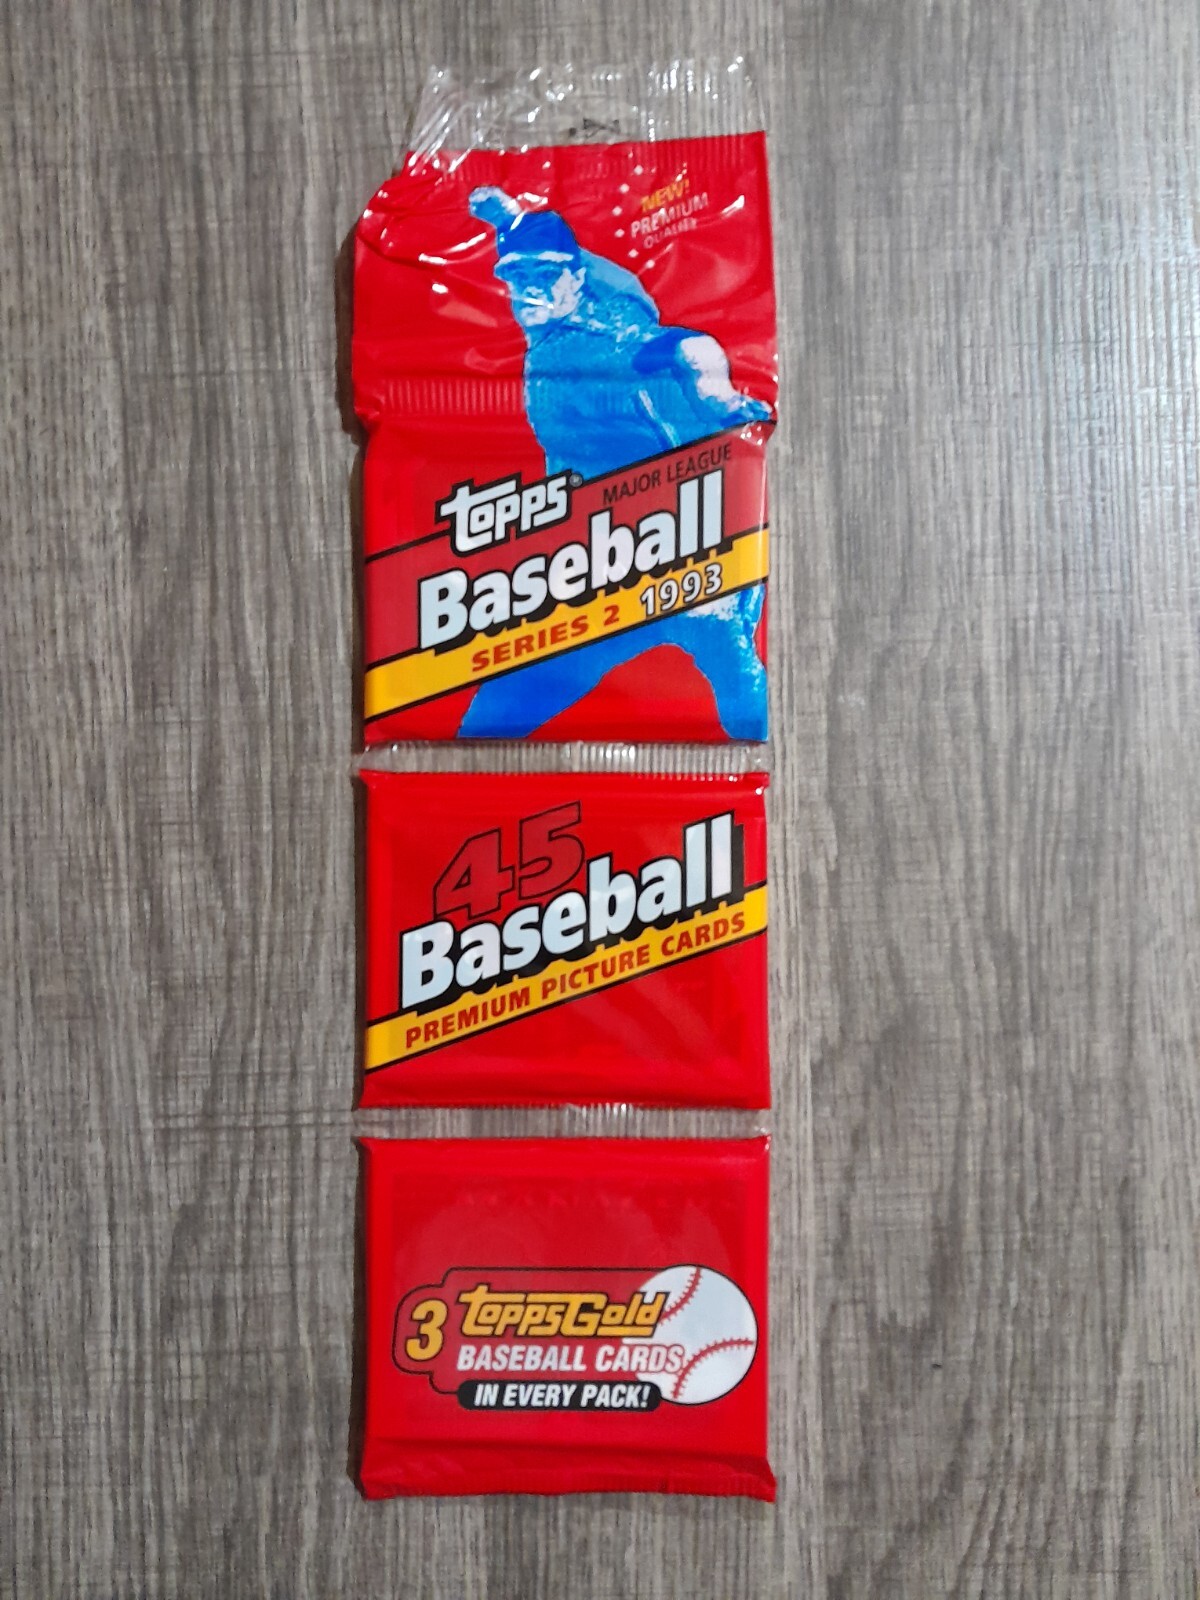 NEW!
PREMIUM
QUALITY
topps®
MAJOR LEAGUE
Baseball
SERIES 2 1993
45
Baseball
PREMIUM PICTURE CARDS
3 toppsGold
BASEBALL CARDS
IN EVERY PACK!